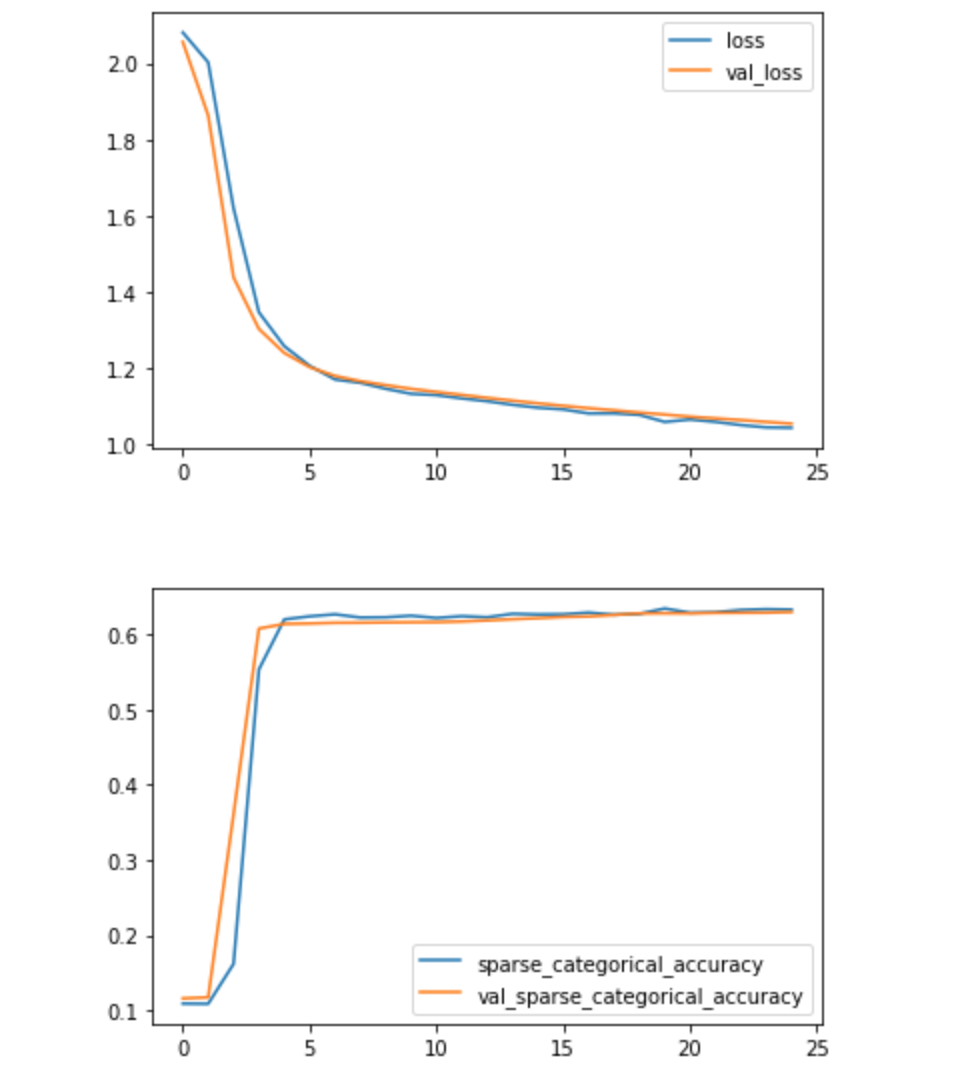 loss
val_loss
2.0
1.8
1.6
1.4
1.2
1.0
0 5 10 15 20 25
0.6
0.5
0.4
0.3
0.2
0.1
sparse_categorical_accuracy
val_sparse_categorical_accuracy
0 5 10 15 20 25